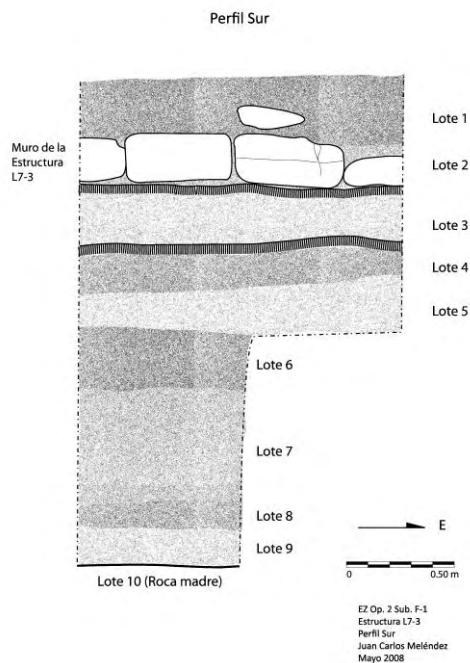 Perfil Sur
Lote 1
Muro de la
Estructura
L7-3
Lote 2
Lote 3
Lote 4
Lote 5
Lote 6
Lote 7
Lote 8
Lote 9
Lote 10 (Roca madre)
E
0 0.50 m
EZ Op. 2 Sub. F-1
Estructura L7-3
Perfil Sur
Juan Carlos Meléndez
Mayo 2008